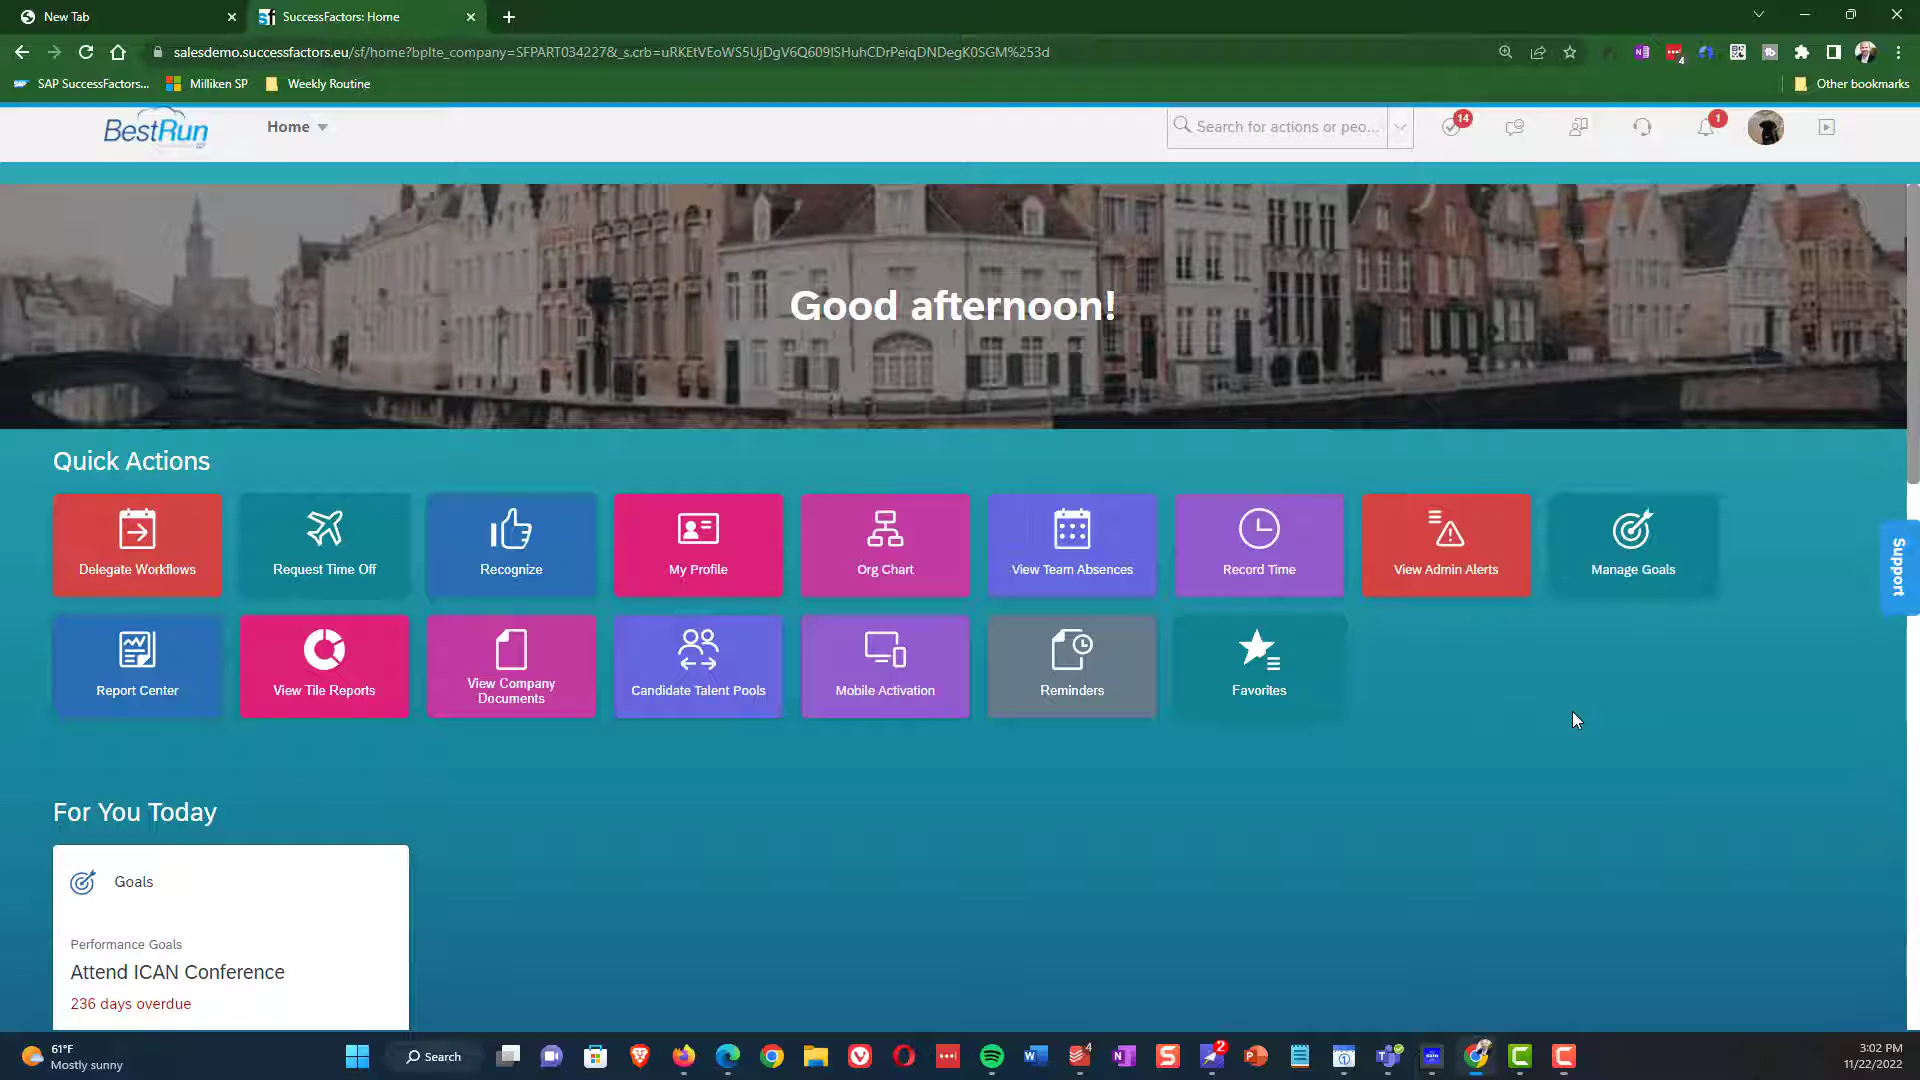 New Tab
SuccessFactors: Home
salesdemo.successfactors.eu/sf/home?bplte_company=SFPART034227&_s.crb=uRKEtVEoWS5UjDgV6Q609ISHuhCDrPeiqDNDegK0SGM%253d
4
SAP SuccessFactors...
Milliken SP
Weekly Routine
Other bookmarks
BestRun
Home
Search for actions or peo...
14
1
Good afternoon!
Quick Actions
Delegate Workflows
Request Time Off
Recognize
My Profile
Org Chart
View Team Absences
Record Time
View Admin Alerts
Manage Goals
Report Center
View Tile Reports
View Company
Documents
Candidate Talent Pools
Mobile Activation
Reminders
Favorites
Support
For You Today
Goals
Performance Goals
Attend ICAN Conference
236 days overdue
61°F
Mostly sunny
Search
4
2
3:02 PM
11/22/2022